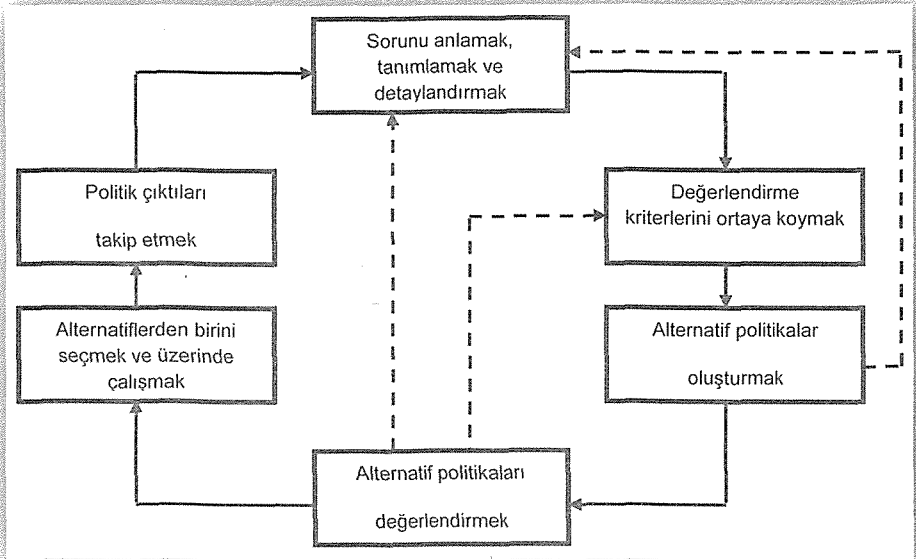 Sorunu anlamak,
tanımlamak ve
detaylandırmak
Politik çıktıları
takip etmek
Değerlendirme
kriterlerini ortaya koymak
Alternatiflerden birini
seçmek ve üzerinde
çalışmak
Alternatif politikalar
oluşturmak
Alternatif politikaları
değerlendirmek